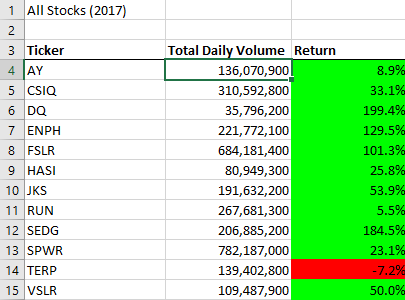 1 All Stocks (2017)
2
3 Ticker Total Daily Volume Return
4 AY 136,070,900 8.9%
5 CSIQ 310,592,800 33.1%
6 DQ 35,796,200 199.4%
7 ENPH 221,772,100 129.5%
8 FSLR 684,181,400 101.3%
9 HASI 80,949,300 25.8%
10 JKS 191,632,200 53.9%
11 RUN 267,681,300 5.5%
12 SEDG 206,885,200 184.5%
13 SPWR 782,187,000 23.1%
14 TERP 139,402,800 -7.2%
15 VSLR 109,487,900 50.0%